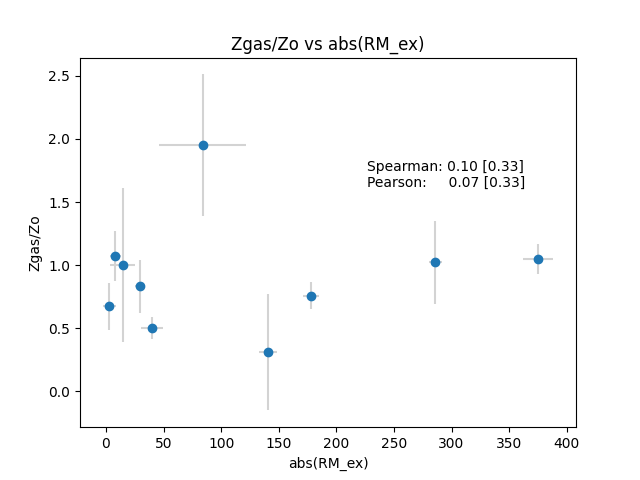 Zgas/Zo vs abs(RM_ex)
2.5
2.0
1.5
1.0
0.5
0.0
Zgas/Zo
Spearman: 0.10 [0.33]
Pearson: 0.07 [0.33]
0 50 100 150 200 250 300 350 400
abs(RM_ex)